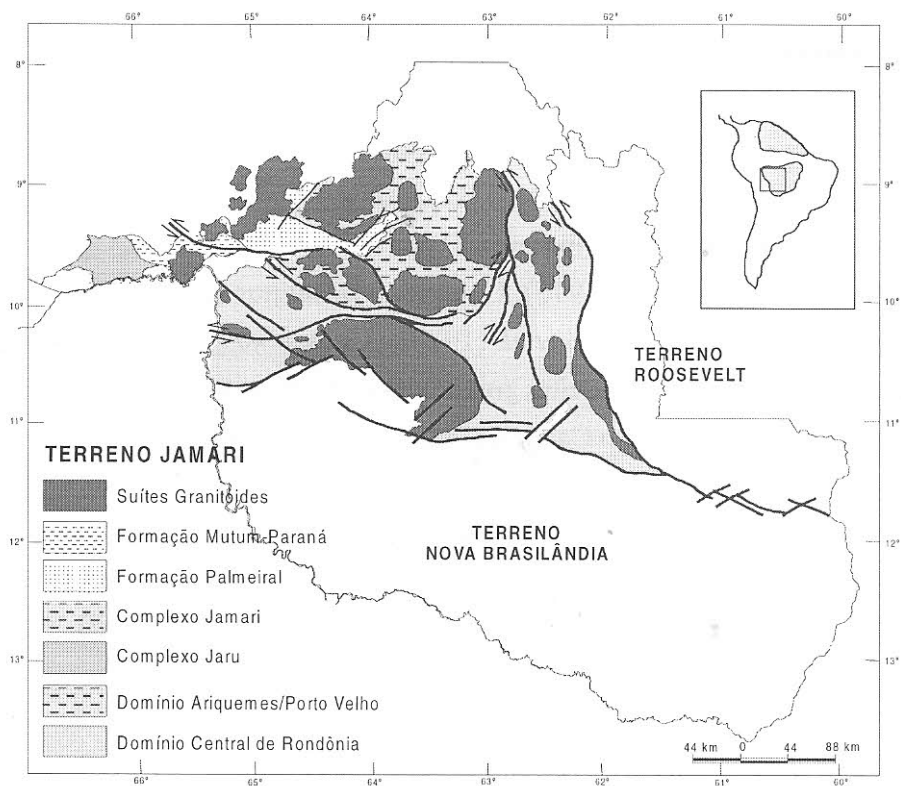 66° 65° 64° 63° 62° 61° 60°
8° 8°
9° 9°
10° 10°
TERRENO
ROOSEVELT
11° 11°
TERRENO JAMARI
Suítes Granitóides
Formação Mutum-Paraná
TERRENO
NOVA BRASILÂNDIA
12° 12°
Formação Palmeiral
Complexo Jamari
Complexo Jaru
13° 13°
Domínio Ariquemes/Porto Velho
Domínio Central de Rondônia
44 km 0 44 88 km
66° 65° 64° 63° 62° 61° 60°